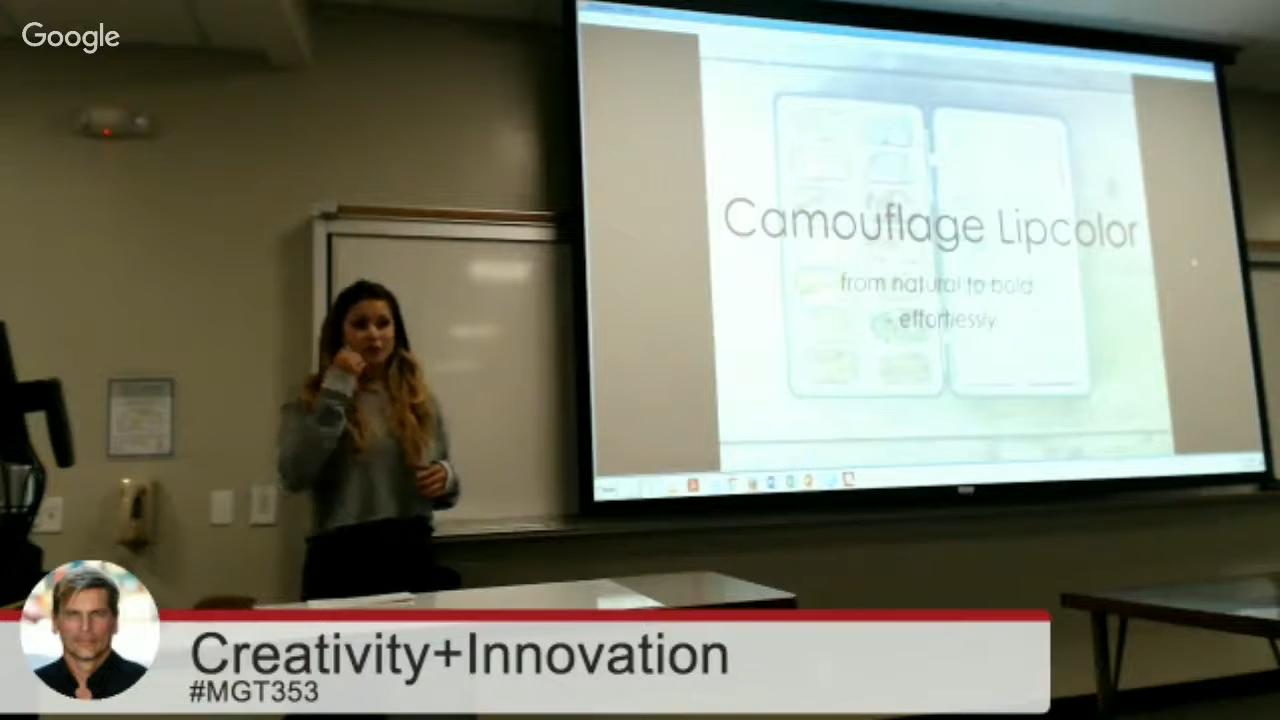 Google
Camouflage Lipcolor
from natural to bold
effortlessly
Creativity+Innovation
#MGT353